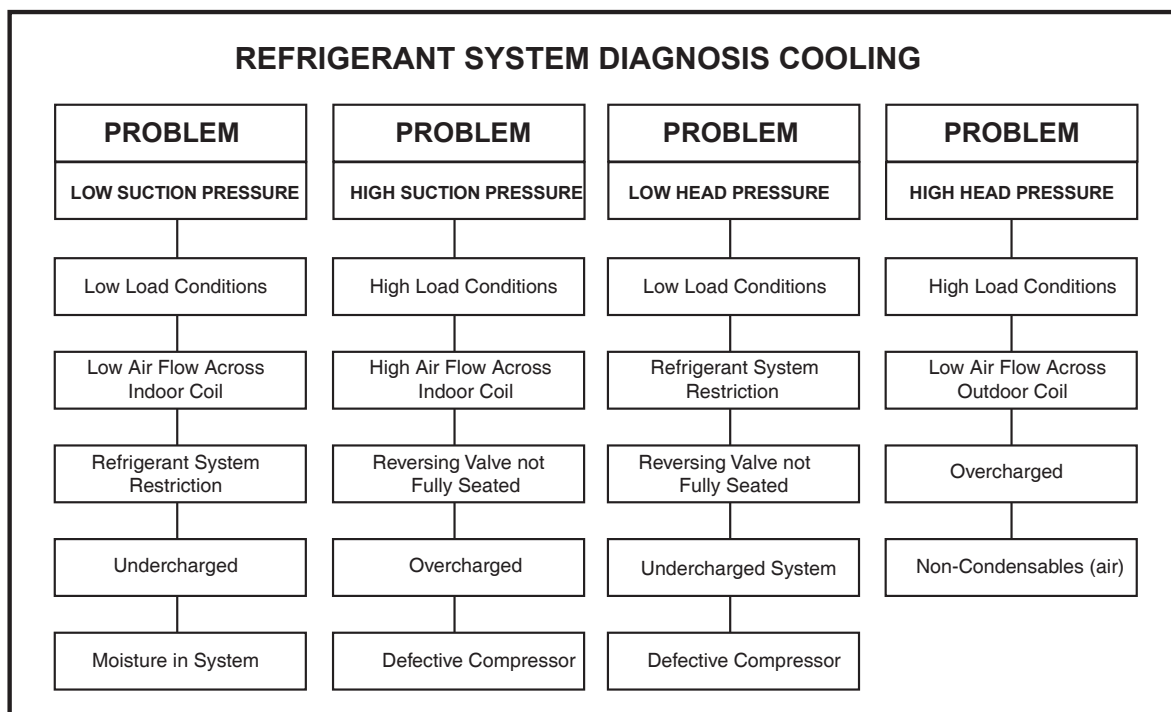 REFRIGERANT SYSTEM DIAGNOSIS COOLING
PROBLEM
LOW SUCTION PRESSURE
Low Load Conditions
Low Air Flow Across
Indoor Coil
Refrigerant System
Restriction
Undercharged
Moisture in System
PROBLEM
HIGH SUCTION PRESSURE
High Load Conditions
High Air Flow Across
Indoor Coil
Reversing Valve not
Fully Seated
Overcharged
Defective Compressor
PROBLEM
LOW HEAD PRESSURE
Low Load Conditions
Refrigerant System
Restriction
Reversing Valve not
Fully Seated
Undercharged System
Defective Compressor
PROBLEM
HIGH HEAD PRESSURE
High Load Conditions
Low Air Flow Across
Outdoor Coil
Overcharged
Non-Condensables (air)